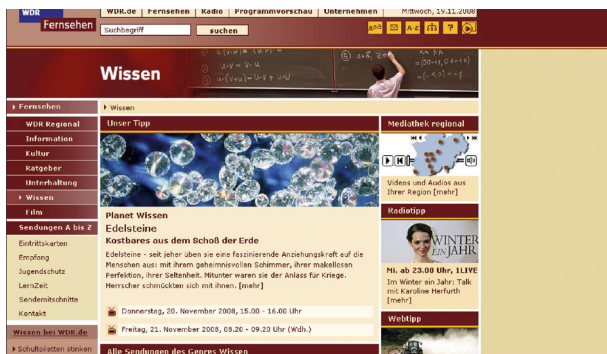 WDR
Fernsehen
WDR.de | Fernsehen | Radio | Programmvorschau | Unternehmen
Mittwoch, 19.11.2008
Suchbegriff
suchen
A-Z
?
Wissen
Fernsehen
Wissen
WDR Regional
Information
Kultur
Ratgeber
Unterhaltung
Wissen
Film
Sendungen A bis Z
Eintrittskarten
Empfang
Jugendschutz
LernZeit
Sendemitschnitte
Kontakt
Wissen bei WDR.de
Schultoiletten stinken
Unser Tipp
Planet Wissen
Edelsteine
Kostbares aus dem Schoß der Erde
Edelsteine - seit jeher üben sie eine faszinierende Anziehungskraft auf die
Menschen aus: mit ihrem geheimnisvollen Schimmer, ihrer makellosen
Perfektion, ihrer Seltenheit. Mitunter waren sie der Anlass für Kriege.
Herrscher schmückten sich mit ihnen. [mehr]
Donnerstag, 20. November 2008, 15.00 - 16.00 Uhr
Freitag, 21. November 2008, 08.20 - 09.20 Uhr (Wdh.)
Alle Sendungen des Genres Wissen
Mediathek regional
Videos und Audios aus
Ihrer Region [mehr]
Radiotipp
WINTER
EIN JAHR
Mi. ab 23.00 Uhr, 1LIVE
Im Winter ein Jahr: Talk
mit Karoline Herfurth
[mehr]
Webtipp